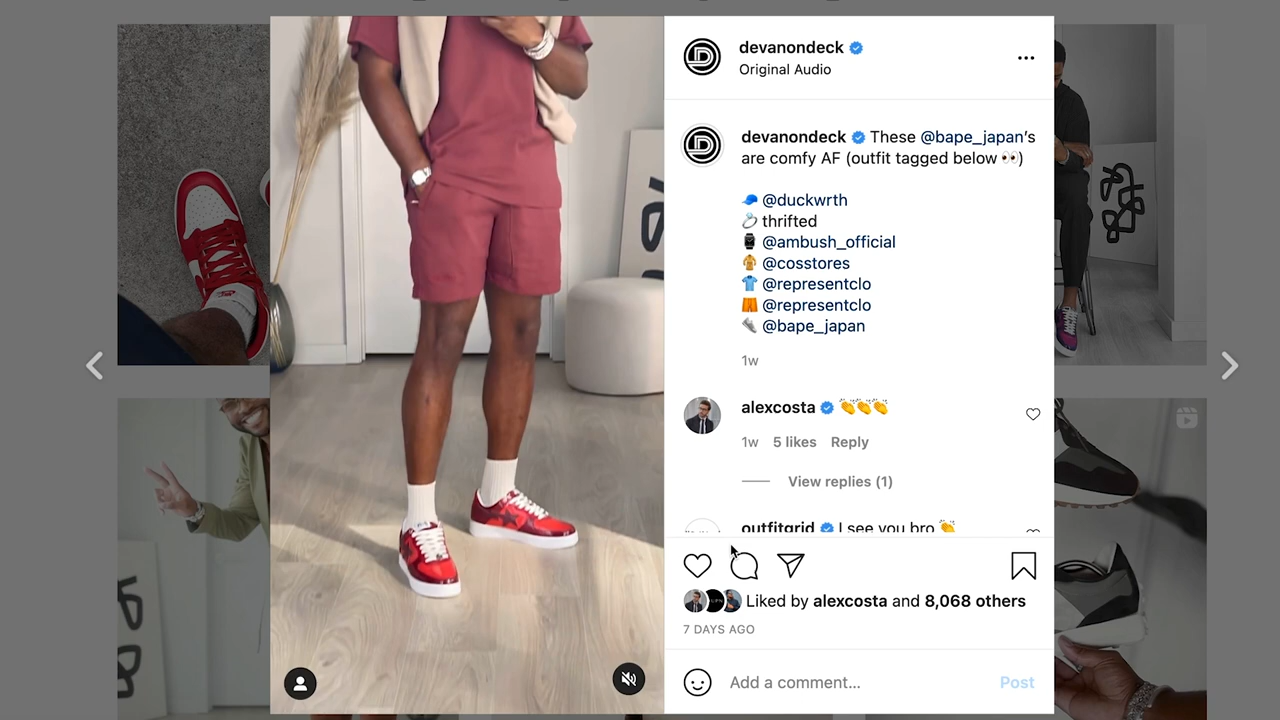 devanondeck
Original Audio
devanondeck These @bape_japan's
are comfy AF (outfit tagged below 👀)
🧢 @duckwrth
💍 thrifted
⌚ @ambush_official
🧥 @cosstores
👕 @representclo
🩳 @representclo
👟 @bape_japan
1w
alexcosta 👏👏👏
1w 5 likes Reply
View replies (1)
outfitgrid I see you bro 👏
Liked by alexcosta and 8,068 others
7 DAYS AGO
Add a comment... Post